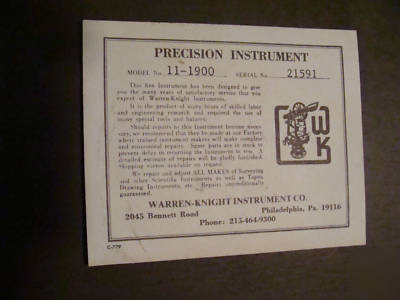 PRECISION INSTRUMENT
MODEL No. 11-1900 SERIAL No. 21591
This fine Instrument has been designed to give
you the many years of satisfactory service that you
expect of Warren-Knight Instruments.
It is the product of many hours of skilled labor
and engineering research and required the use of
many special tools and fixtures.
Should repairs to this Instrument become neces-
sary, we recommend that they be made at our Factory
where trained instrument makers will make complete
and economical repairs. Spare parts are in stock to
prevent delay in returning the Instrument to you. A
detailed estimate of repairs will be gladly furnished.
Shipping carton available on request.
We repair and adjust ALL MAKES of Surveying
and other Scientific Instruments as well as Tapes,
Drawing Instruments, etc. Repairs unconditionally
guaranteed.
W
K
WARREN-KNIGHT INSTRUMENT CO.
2045 Bennett Road Philadelphia, Pa. 19116
Phone: 215-464-9300
C-779